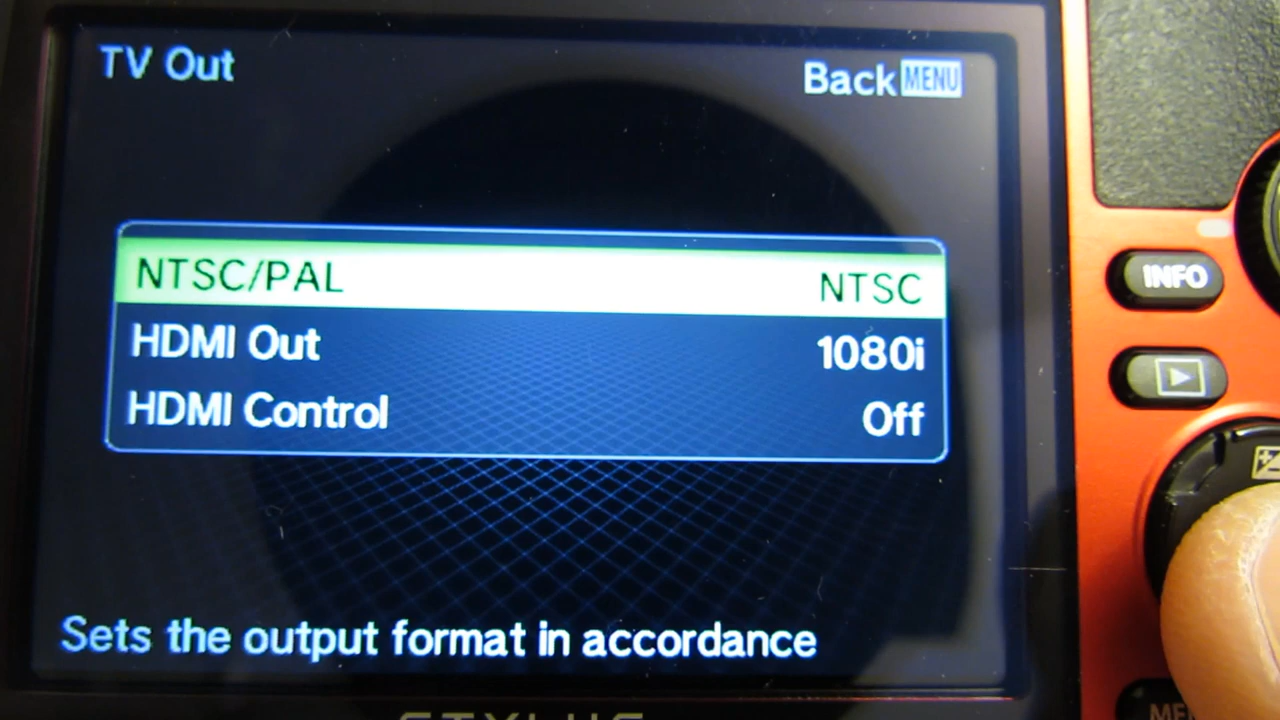 TV Out
Back MENU
NTSC/PAL NTSC
HDMI Out 1080i
HDMI Control Off
Sets the output format in accordance
INFO
STYLUS